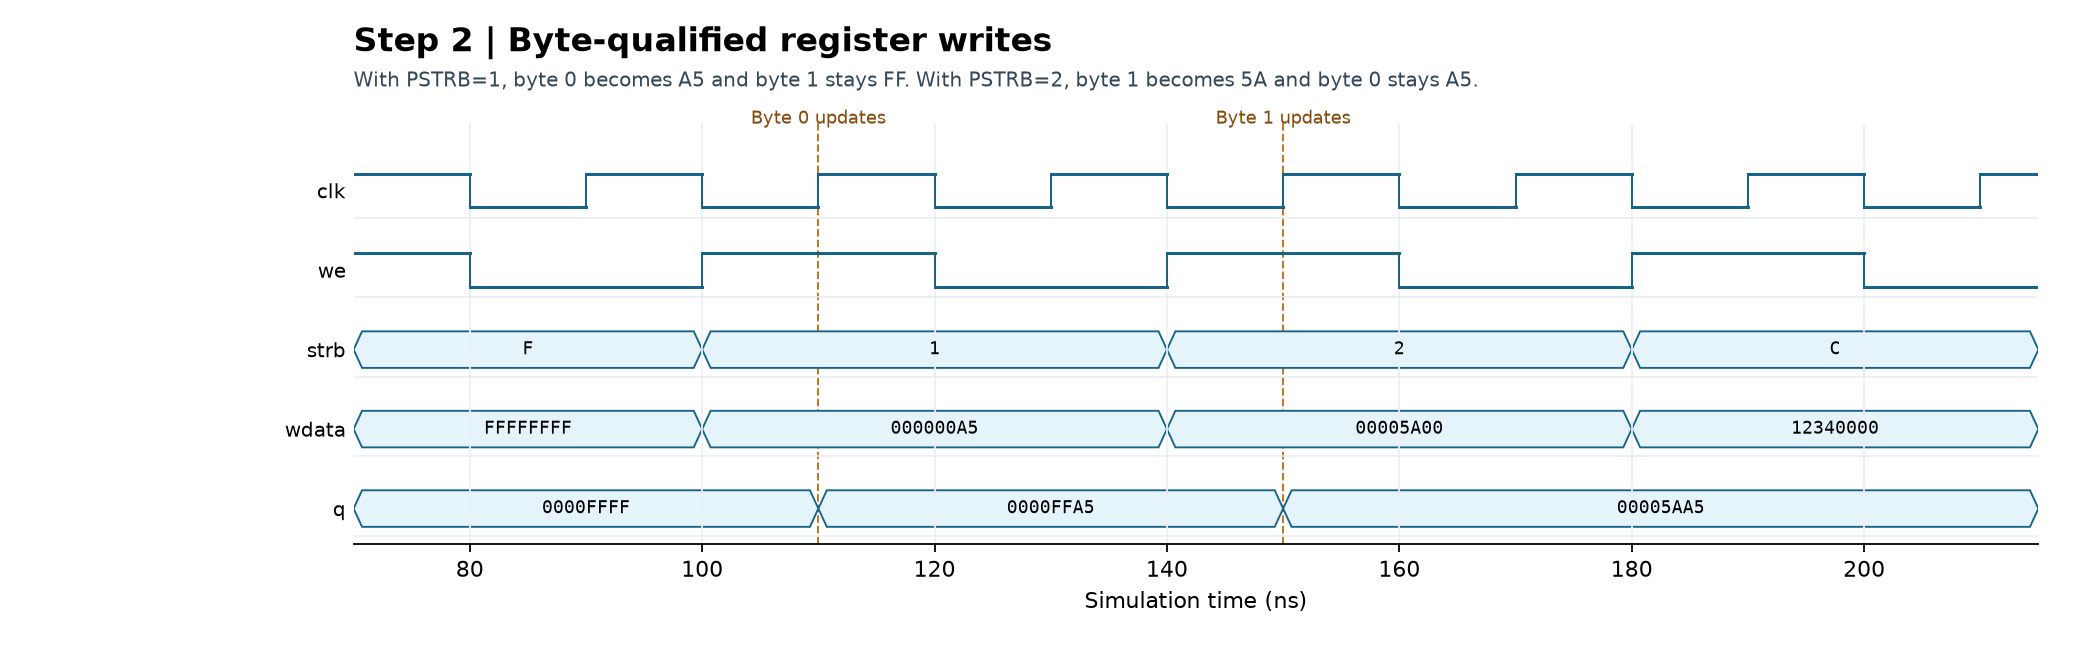 Step 2 | Byte-qualified register writes
With PSTRB=1, byte 0 becomes A5 and byte 1 stays FF. With PSTRB=2, byte 1 becomes 5A and byte 0 stays A5.
Byte 0 updates Byte 1 updates
clk
we
strb F 1 2 C
wdata FFFFFFFF 000000A5 00005A00 12340000
q 0000FFFF 0000FFA5 00005AA5
80 100 120 140 160 180 200
Simulation time (ns)